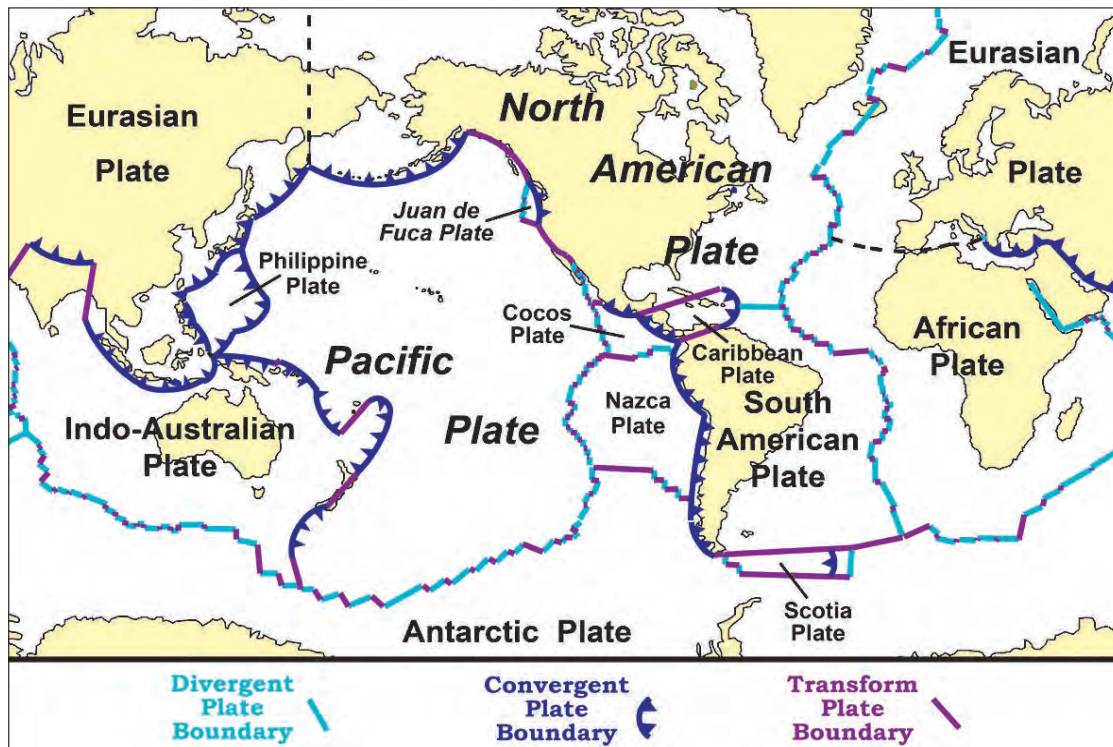 Eurasian
Plate
North
American
Plate
Eurasian
Plate
Juan de
Fuca Plate
Philippine
Plate
Cocos
Plate
Caribbean
Plate
African
Plate
Pacific
Plate
Nazca
Plate
South
American
Plate
Indo-Australian
Plate
Scotia
Plate
Antarctic Plate
Divergent
Plate
Boundary
Convergent
Plate
Boundary
Transform
Plate
Boundary